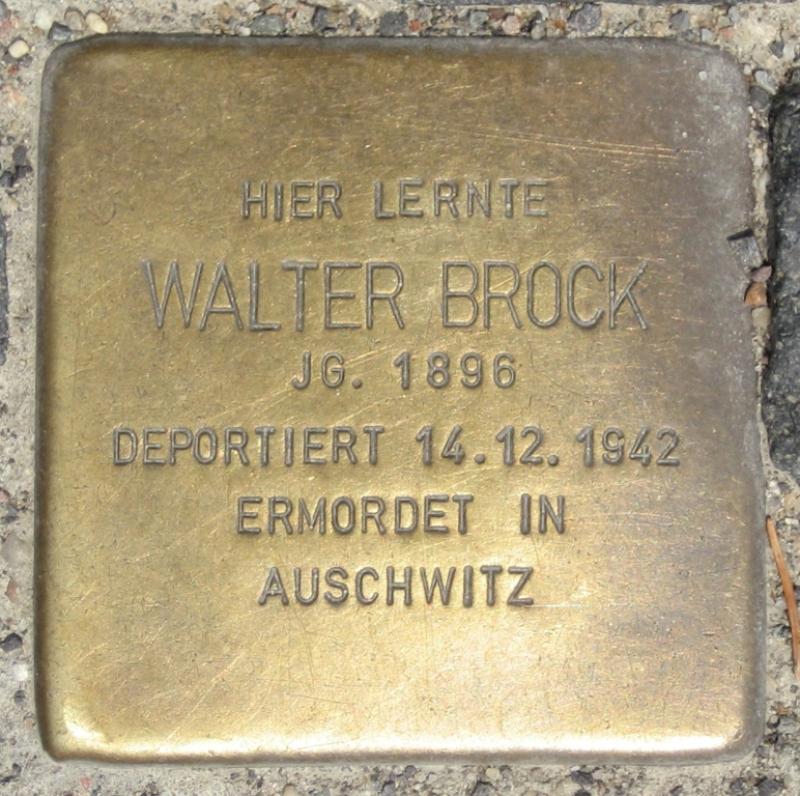 HIER LERNTE
WALTER BROCK
JG. 1896
DEPORTIERT 14.12.1942
ERMORDET IN
AUSCHWITZ